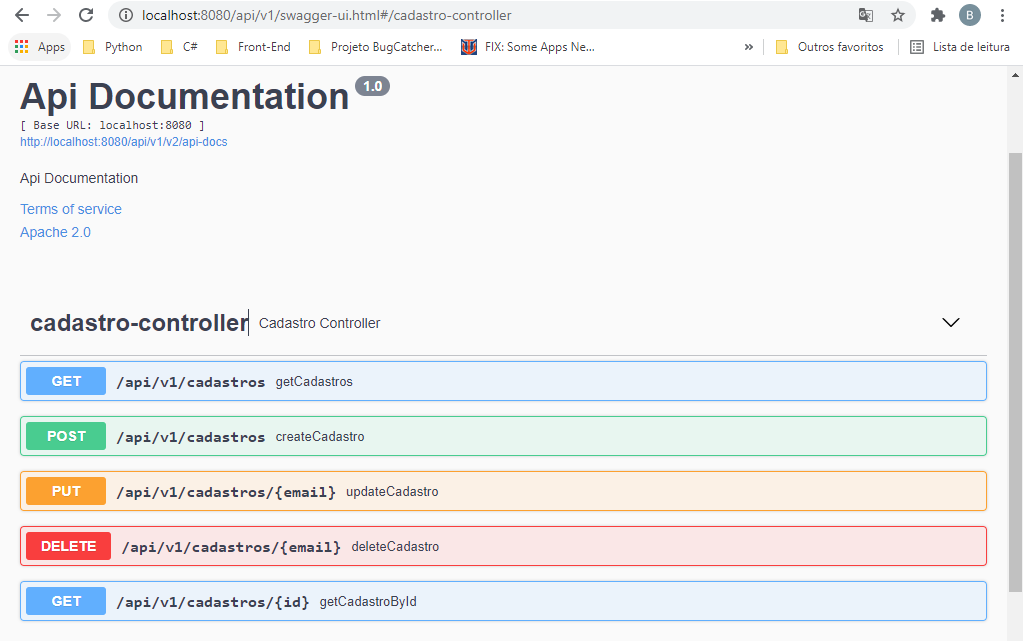 localhost:8080/api/v1/swagger-ui.html#/cadastro-controller
B
Apps Python C# Front-End Projeto BugCatcher... FIX: Some Apps Ne... » Outros favoritos Lista de leitura
Api Documentation 1.0
[ Base URL: localhost:8080 ]
http://localhost:8080/api/v1/v2/api-docs
Api Documentation
Terms of service
Apache 2.0
cadastro-controller Cadastro Controller
GET /api/v1/cadastros getCadastros
POST /api/v1/cadastros createCadastro
PUT /api/v1/cadastros/{email} updateCadastro
DELETE /api/v1/cadastros/{email} deleteCadastro
GET /api/v1/cadastros/{id} getCadastroById